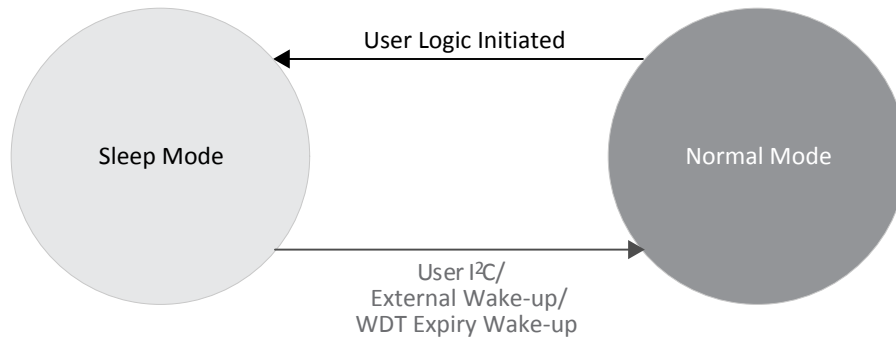 User Logic Initiated
Sleep Mode
Normal Mode
User I²C/
External Wake-up/
WDT Expiry Wake-up